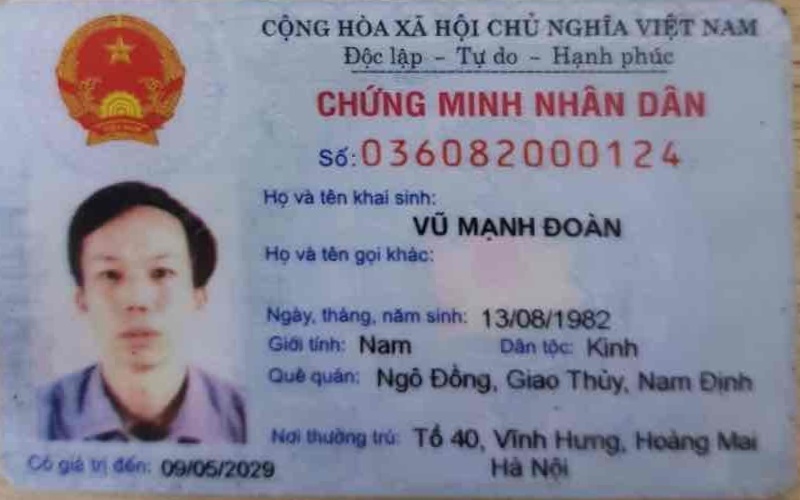 CỘNG HÒA XÃ HỘI CHỦ NGHĨA VIỆT NAM
Độc lập - Tự do - Hạnh phúc
CHỨNG MINH NHÂN DÂN
Số: 036082000124
Họ và tên khai sinh:
VŨ MẠNH ĐOÀN
Họ và tên gọi khác:
Ngày, tháng, năm sinh: 13/08/1982
Giới tính: Nam Dân tộc: Kinh
Quê quán: Ngô Đồng, Giao Thủy, Nam Định
Nơi thường trú: Tổ 40, Vĩnh Hưng, Hoàng Mai
Hà Nội
Có giá trị đến: 09/05/2029